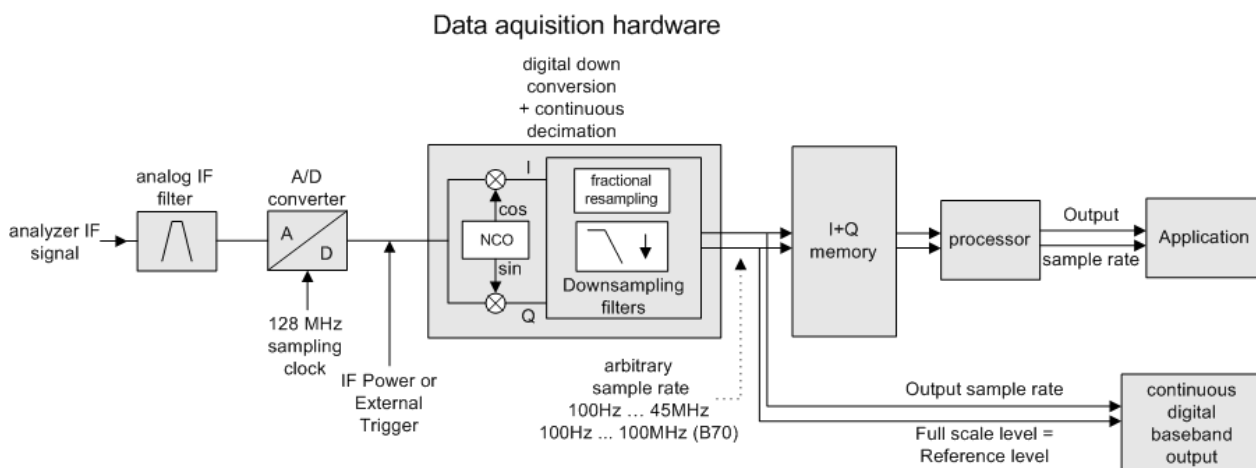 Data aquisition hardware
digital down
conversion
+ continuous
decimation
analog IF
filter
A/D
converter
analyzer IF
signal
A
D
128 MHz
sampling
clock
IF Power or
External
Trigger
I
cos
NCO
sin
Q
fractional
resampling
Downsampling
filters
arbitrary
sample rate
100Hz ... 45MHz
100Hz ... 100MHz (B70)
I+Q
memory
processor
Output
sample rate
Application
Output sample rate
Full scale level =
Reference level
continuous
digital
baseband
output